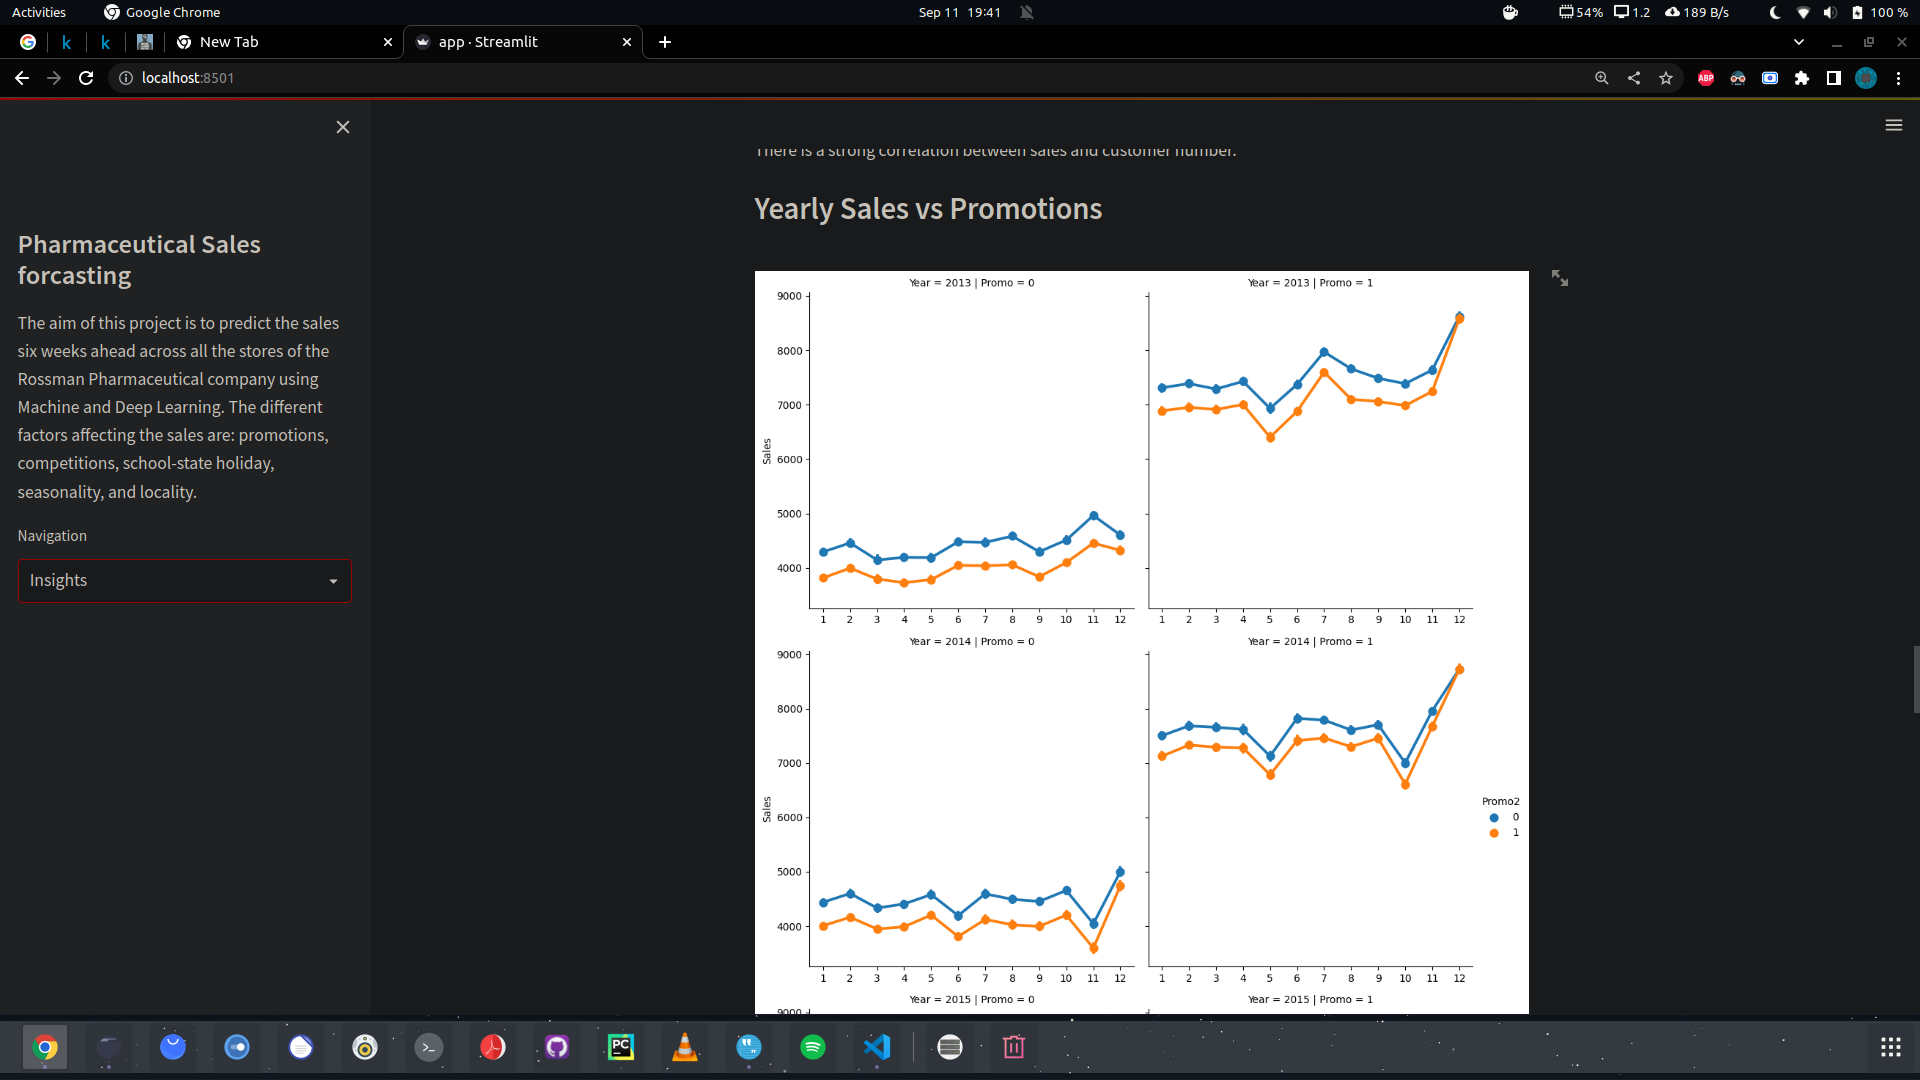 Activities
Google Chrome
Sep 11 19:41
54%
1.2
189 B/s
100 %
New Tab
app · Streamlit
localhost:8501
ABP
There is a strong correlation between sales and customer number.
Yearly Sales vs Promotions
Pharmaceutical Sales
forcasting
The aim of this project is to predict the sales
six weeks ahead across all the stores of the
Rossman Pharmaceutical company using
Machine and Deep Learning. The different
factors affecting the sales are: promotions,
competitions, school-state holiday,
seasonality, and locality.
Navigation
Insights
Year = 2013 | Promo = 0
Year = 2013 | Promo = 1
9000
8000
7000
6000
5000
4000
Sales
1 2 3 4 5 6 7 8 9 10 11 12
1 2 3 4 5 6 7 8 9 10 11 12
Year = 2014 | Promo = 0
Year = 2014 | Promo = 1
9000
8000
7000
6000
5000
4000
Sales
1 2 3 4 5 6 7 8 9 10 11 12
1 2 3 4 5 6 7 8 9 10 11 12
Promo2
0
1
Year = 2015 | Promo = 0
Year = 2015 | Promo = 1
9000
PC